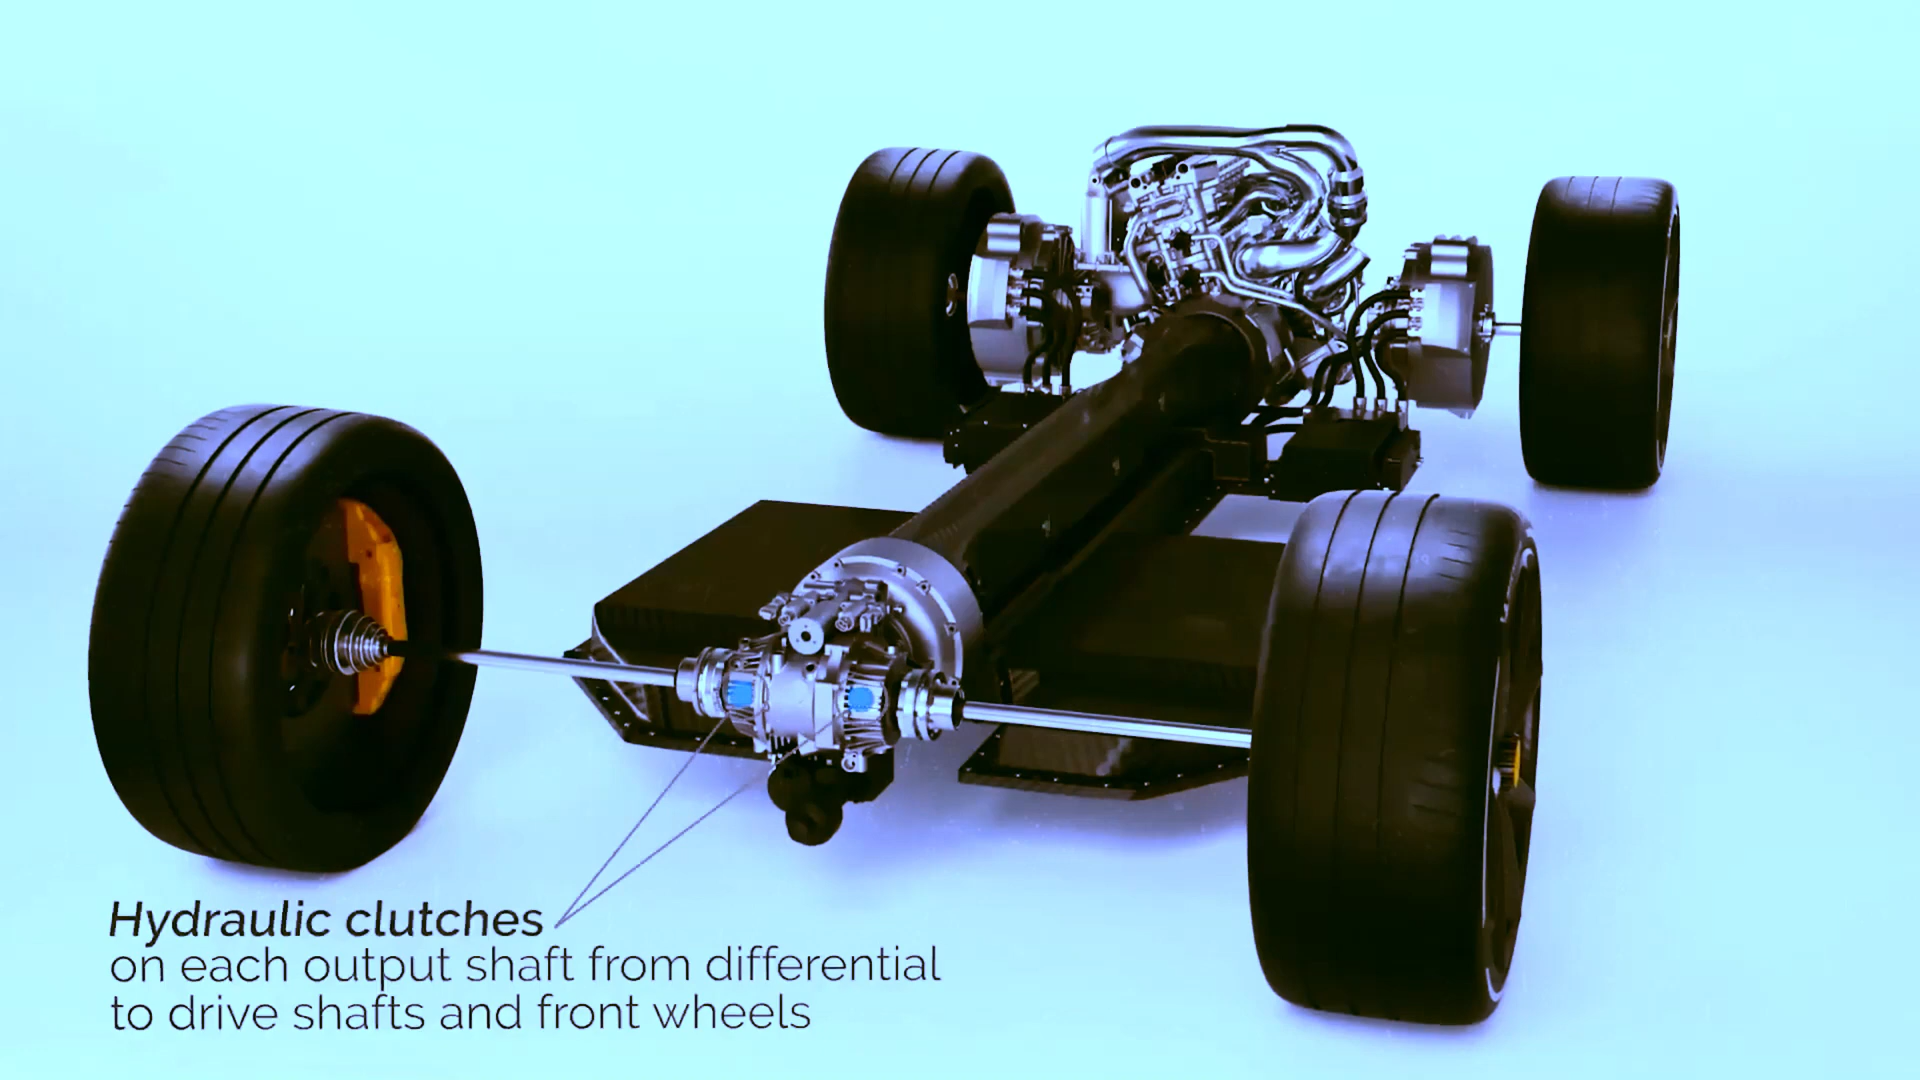 Hydraulic clutches
on each output shaft from differential
to drive shafts and front wheels